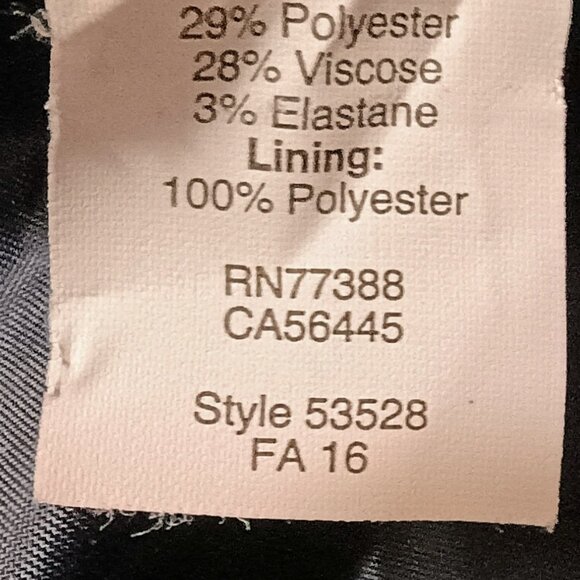 29% Polyester
28% Viscose
3% Elastane
Lining:
100% Polyester
RN77388
CA56445
Style 53528
FA 16